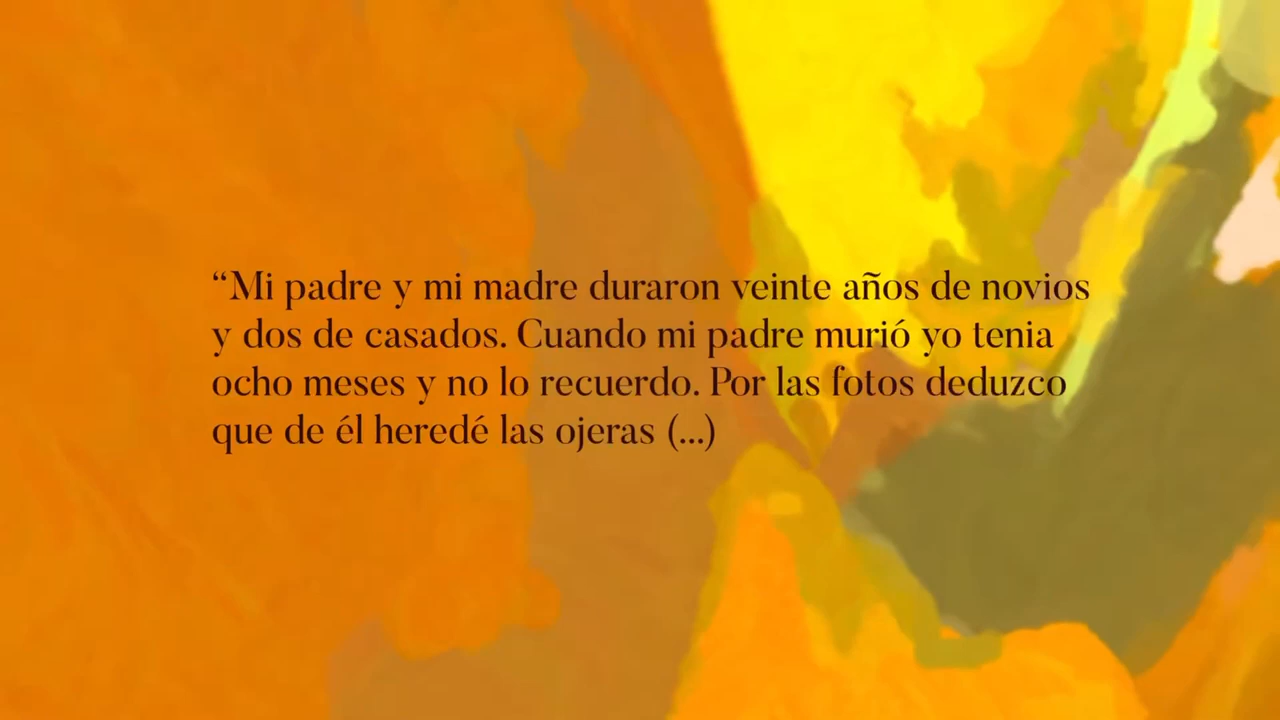 “Mi padre y mi madre duraron veinte años de novios
y dos de casados. Cuando mi padre murió yo tenia
ocho meses y no lo recuerdo. Por las fotos deduzco
que de él heredé las ojeras (...)